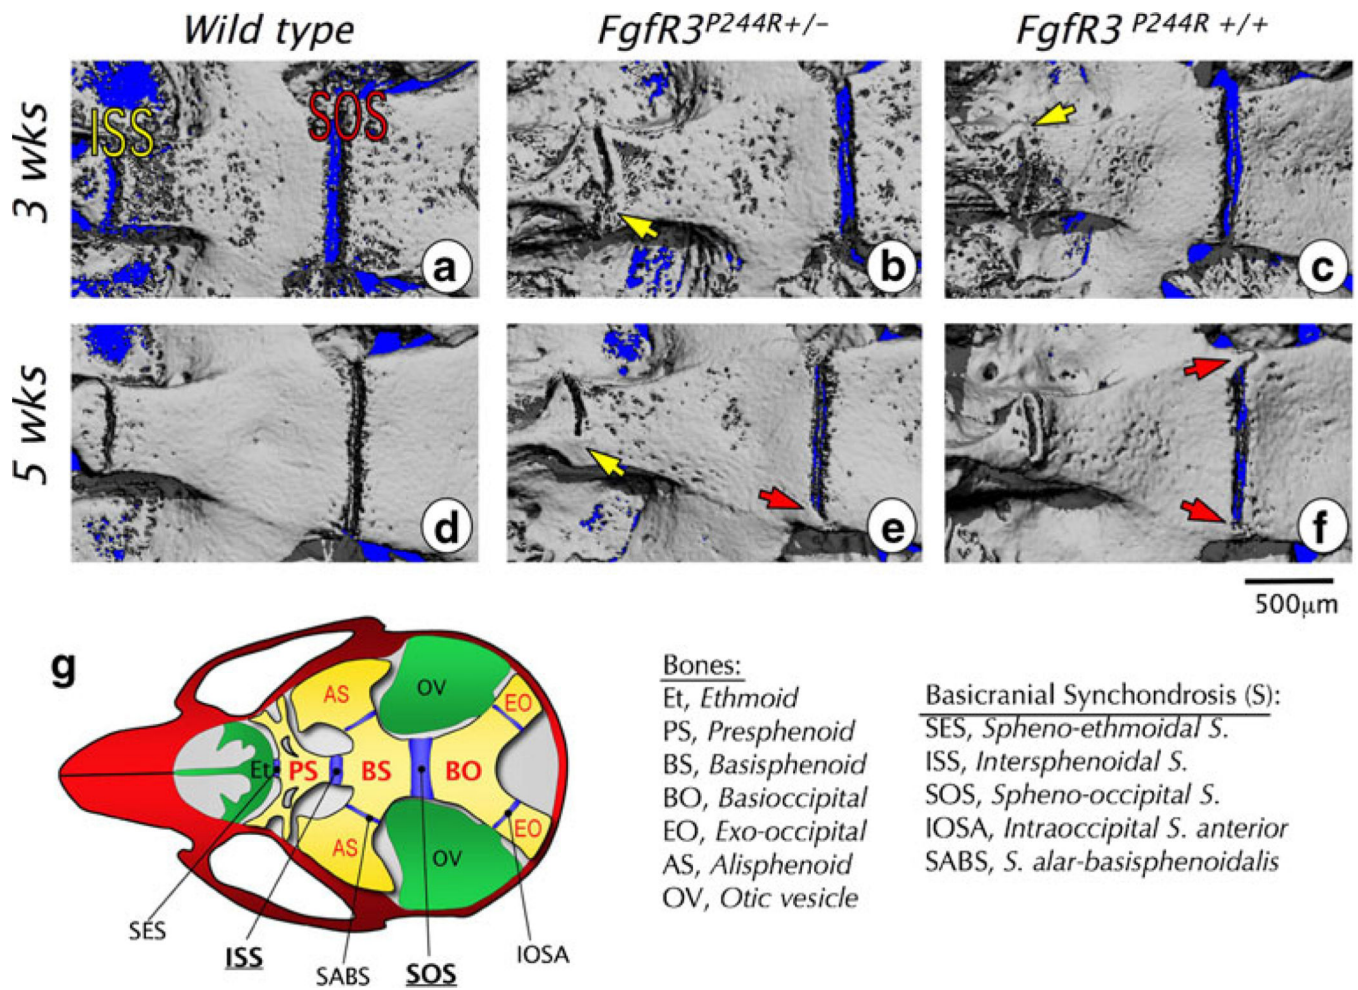 Wild type
FgfR3P244R+/-
FgfR3 P244R +/+
3 wks
ISS
SOS
a
b
c
5 wks
d
e
f
500μm
g
AS
OV
EO
Et
PS
BS
BO
AS
OV
EO
SES
ISS
SABS
SOS
IOSA
Bones:
Et, Ethmoid
PS, Presphenoid
BS, Basisphenoid
BO, Basioccipital
EO, Exo-occipital
AS, Alisphenoid
OV, Otic vesicle
Basicranial Synchondrosis (S):
SES, Spheno-ethmoidal S.
ISS, Intersphenoidal S.
SOS, Spheno-occipital S.
IOSA, Intraoccipital S. anterior
SABS, S. alar-basisphenoidalis